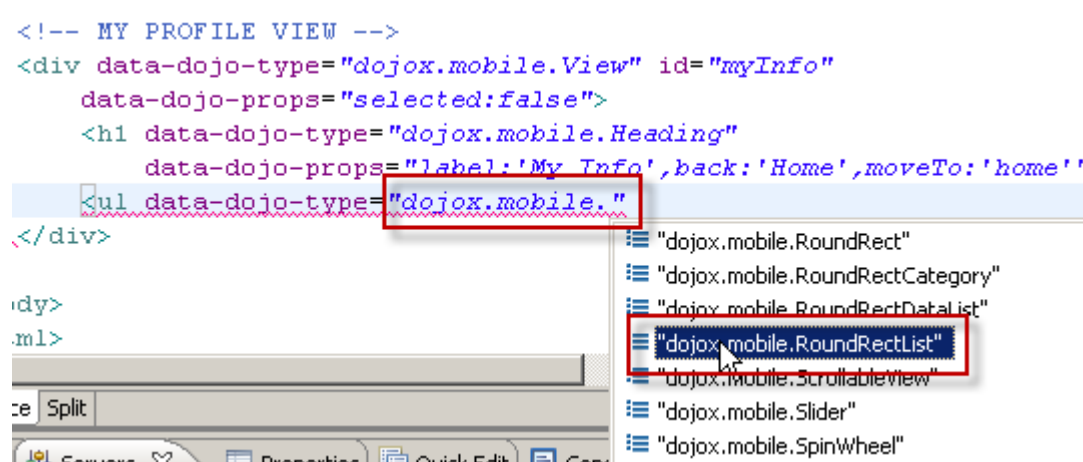 <!-- MY PROFILE VIEW -->
<div data-dojo-type="dojox.mobile.View" id="myInfo"
data-dojo-props="selected:false">
<h1 data-dojo-type="dojox.mobile.Heading"
data-dojo-props="label:'My Info',back:'Home',moveTo:'home'"
<ul data-dojo-type="dojox.mobile."
</div>
"dojox.mobile.RoundRect"
"dojox.mobile.RoundRectCategory"
dy>
"dojox.mobile.RoundRectDataList"
ml>
"dojox.mobile.RoundRectList"
"dojox.mobile.ScrollableView"
Split
"dojox.mobile.Slider"
"dojox.mobile.SpinWheel"
Servers
Properties
Quick Edit